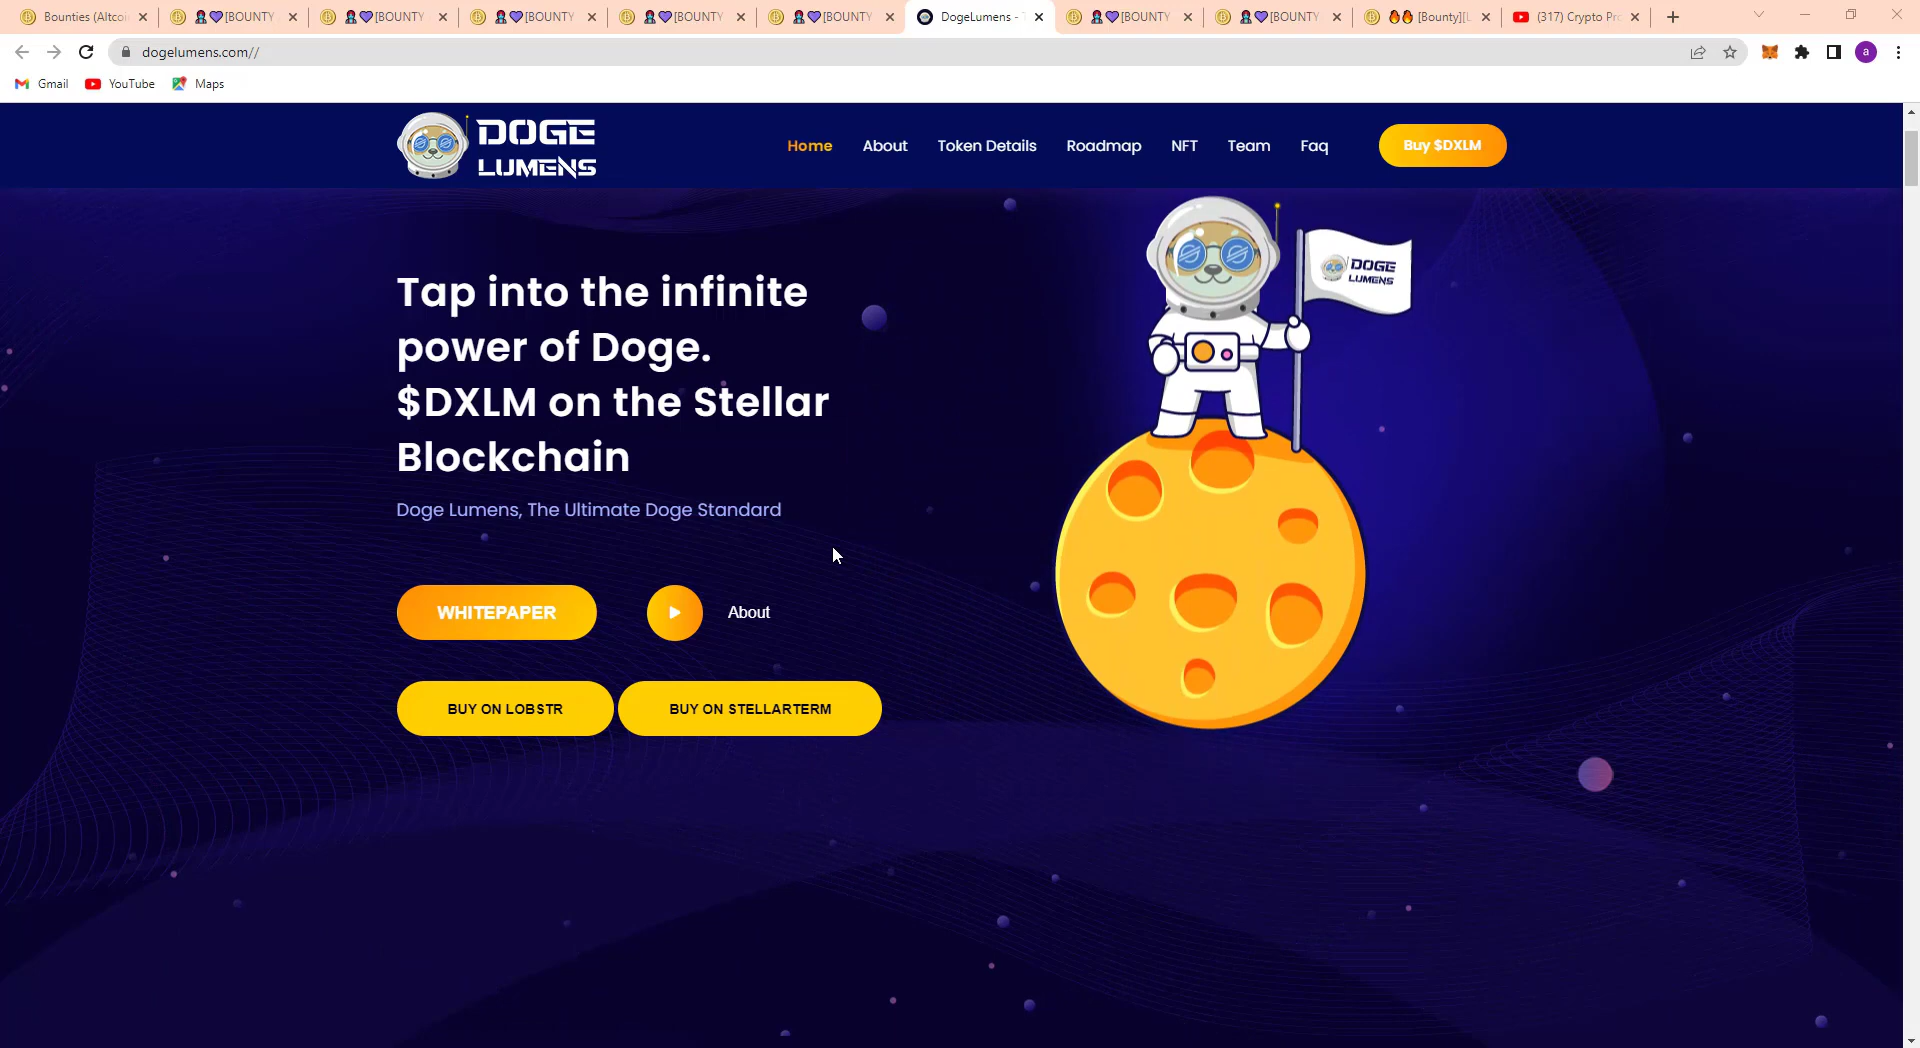 Bounties (Altcoi
[BOUNTY
[BOUNTY
[BOUNTY
[BOUNTY
[BOUNTY
DogeLumens - T
[BOUNTY
[BOUNTY
[Bounty][L
(317) Crypto Pr
dogelumens.com//
a
Gmail
YouTube
Maps
DOGE
LUMENS
Home
About
Token Details
Roadmap
NFT
Team
Faq
Buy $DXLM
DOGE
LUMENS
Tap into the infinite
power of Doge.
$DXLM on the Stellar
Blockchain
Doge Lumens, The Ultimate Doge Standard
WHITEPAPER
About
BUY ON LOBSTR
BUY ON STELLARTERM